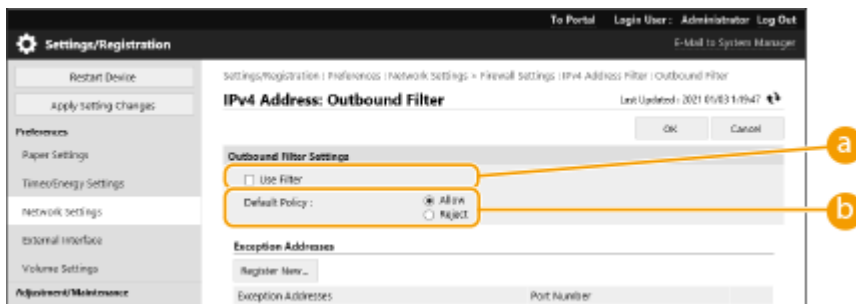 To Portal Login User : Administrator Log Out
Settings/Registration
E-Mail to System Manager
Restart Device
Apply Setting Changes
Preferences
Paper Settings
Timer/Energy Settings
Network Settings
External Interface
Volume Settings
Adjustment/Maintenance
Settings/Registration : Preferences : Network Settings > Firewall Settings : IPv4 Address Filter : Outbound Filter
IPv4 Address: Outbound Filter
Last Updated : 2021 01/03 1:19:47
OK Cancel
Outbound Filter Settings
Use Filter
Default Policy : Allow
Reject
Exception Addresses
Register New...
Exception Addresses Port Number
a
b